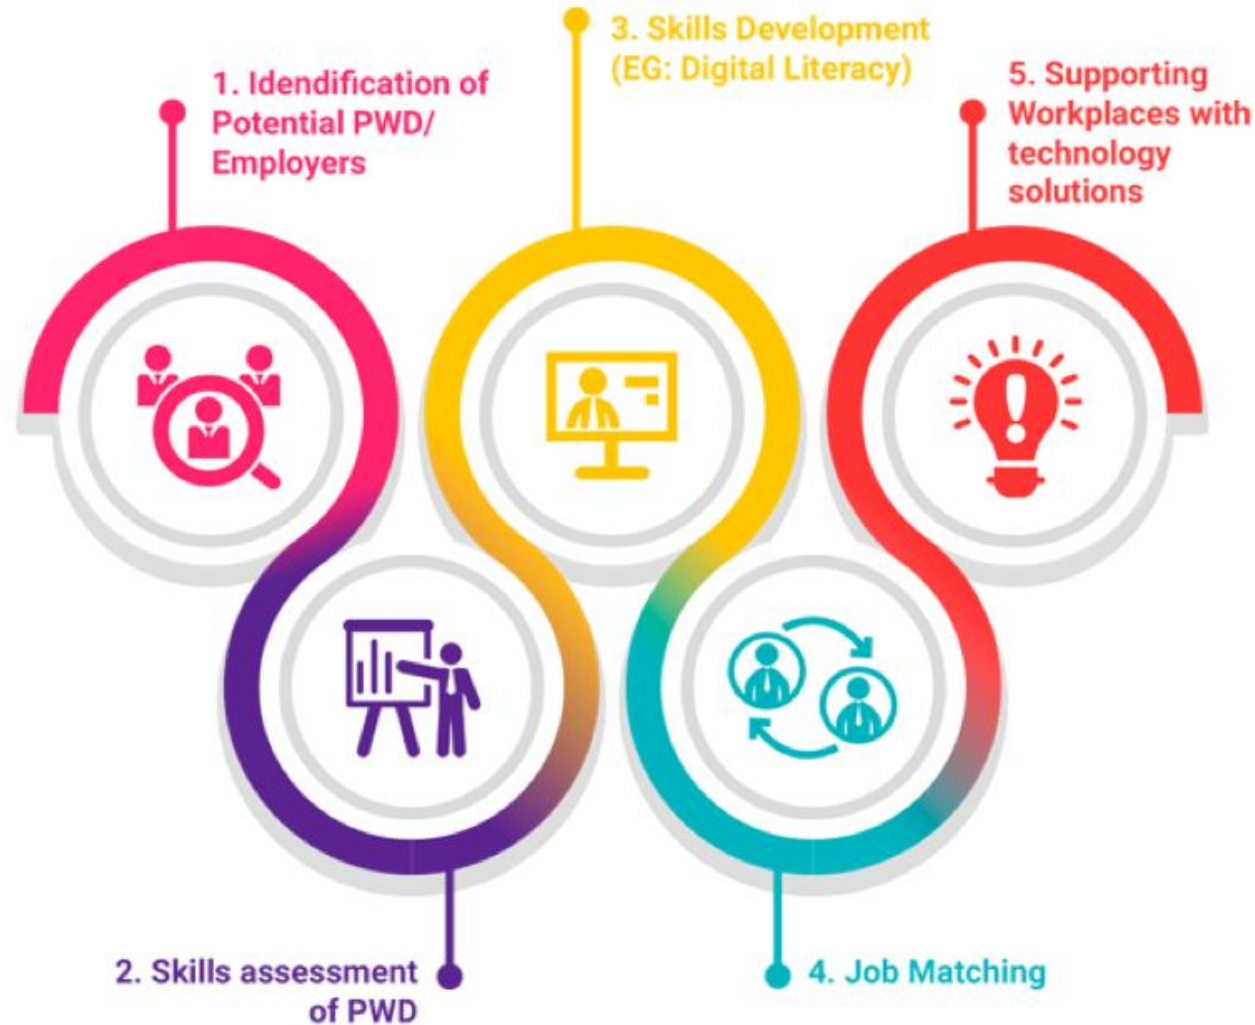 1. Idendification of
Potential PWD/
Employers
2. Skills assessment
of PWD
3. Skills Development
(EG: Digital Literacy)
4. Job Matching
5. Supporting
Workplaces with
technology
solutions